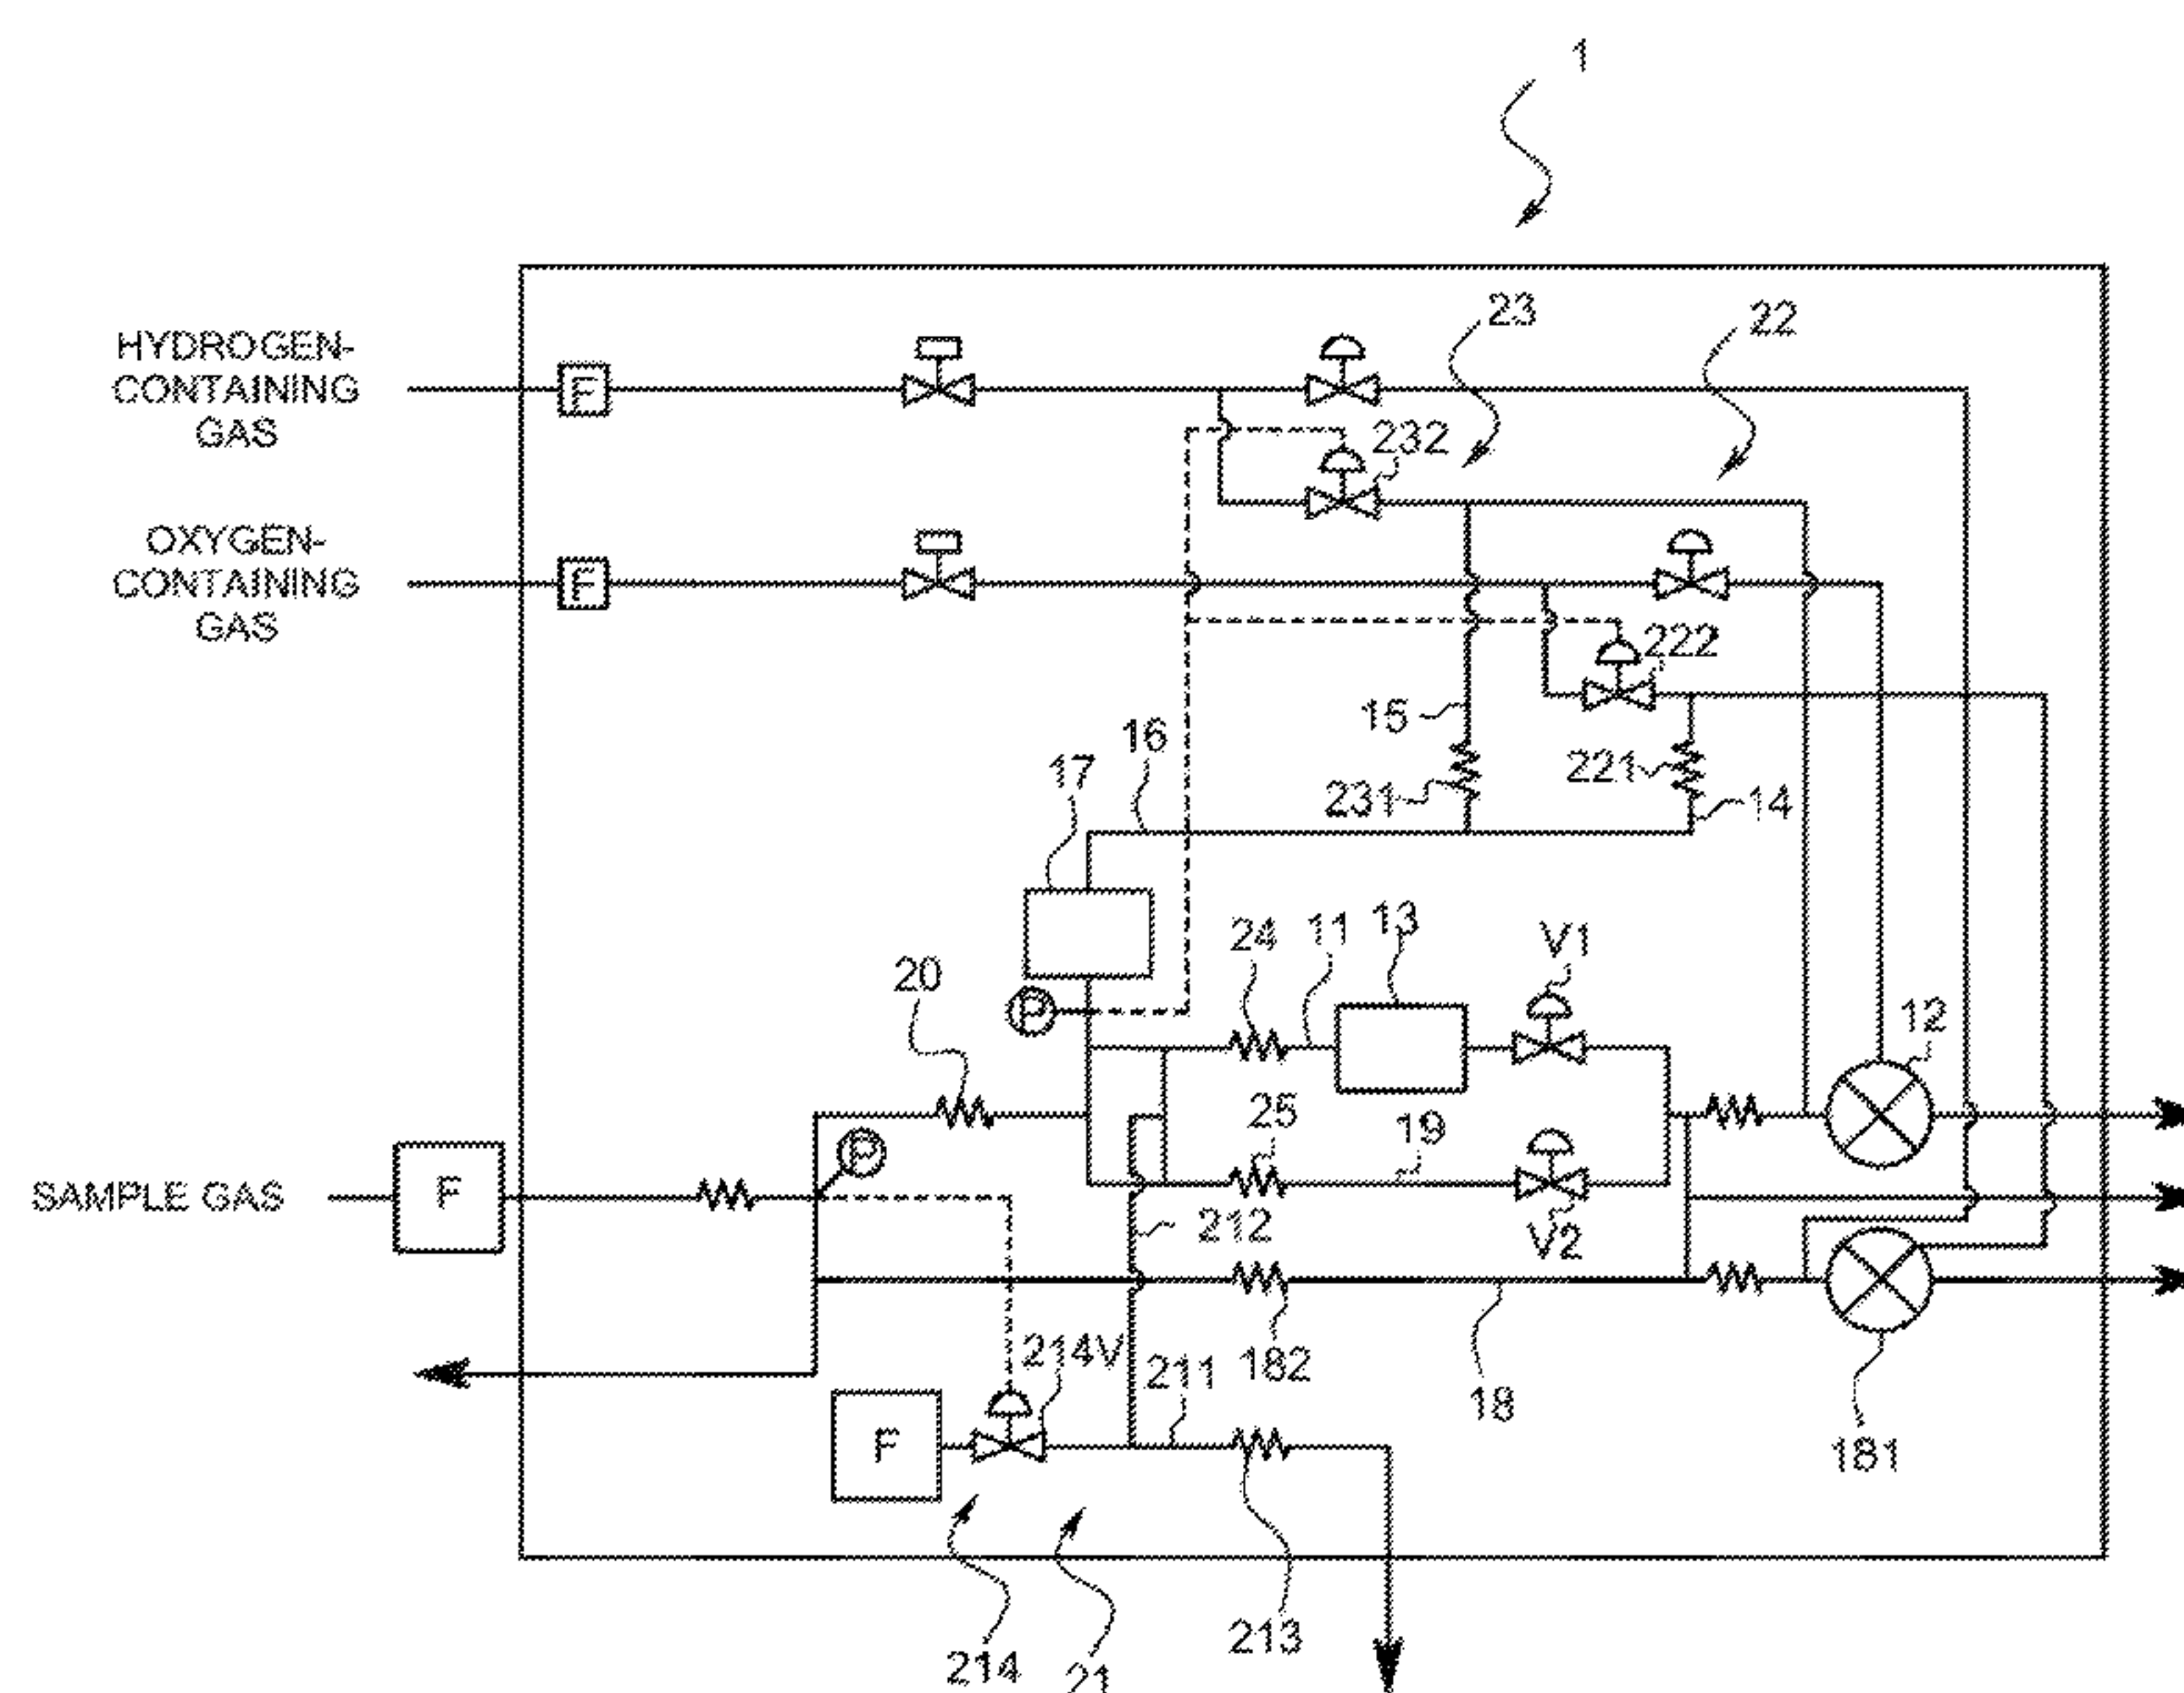 1
23
22
HYDROGEN-
CONTAINING
GAS
F
232
OXYGEN-
CONTAINING
GAS
F
222
15
16
221
17
231
14
24
11
13
V1
20
P
12
25
19
P
SAMPLE GAS
F
212
V2
214V
211
182
18
F
181
213
214
21